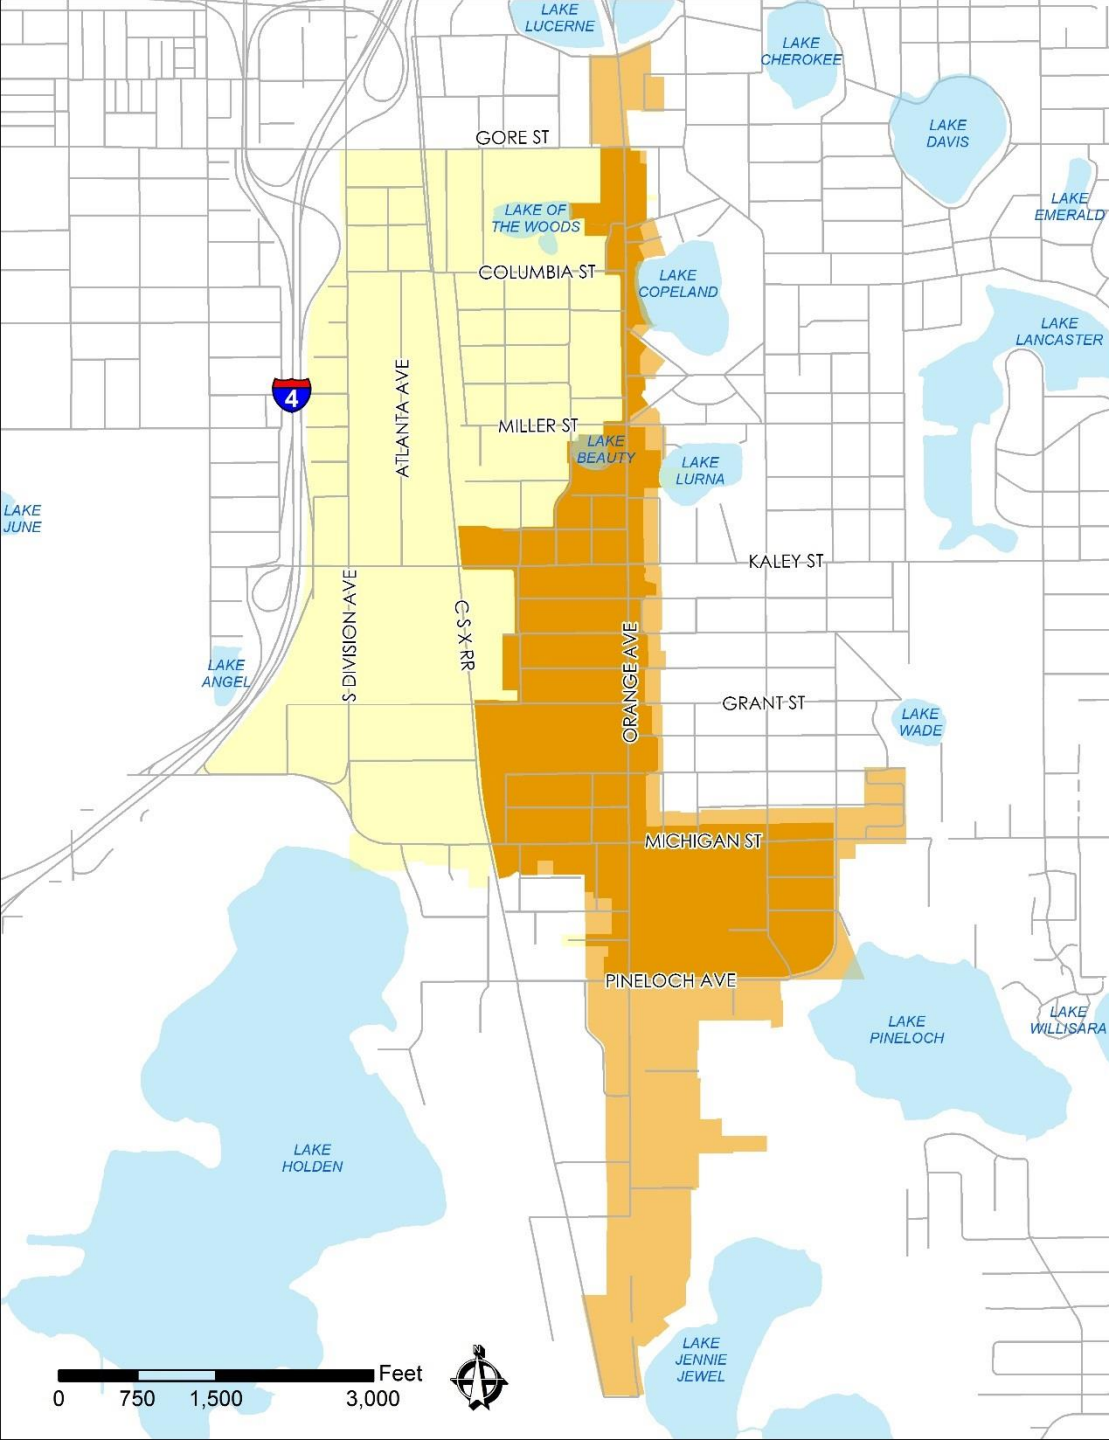 LAKE
LUCERNE
LAKE
CHEROKEE
LAKE
DAVIS
GORE ST
LAKE
EMERALD
LAKE OF
THE WOODS
COLUMBIA ST
LAKE
COPELAND
LAKE
LANCASTER
4
ATLANTA AVE
MILLER ST
LAKE
BEAUTY
LAKE
LURNA
LAKE
JUNE
KALEY ST
S DIVISION AVE
C-S-X-RR
ORANGE AVE
LAKE
ANGEL
GRANT ST
LAKE
WADE
MICHIGAN ST
PINELOCH AVE
LAKE
PINELOCH
LAKE
WILLISARA
LAKE
HOLDEN
LAKE
JENNIE
JEWEL
N
Feet
0 750 1,500 3,000